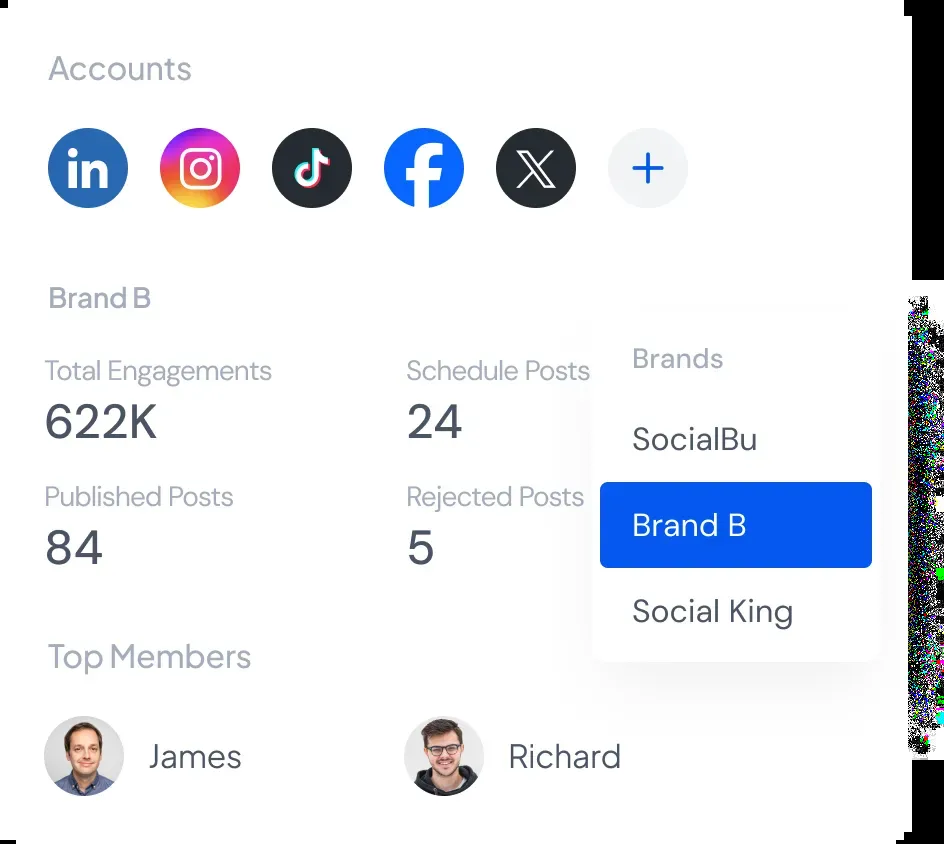 Accounts
in
Brand B
Total Engagements
622K
Schedule Posts
24
Published Posts
84
Rejected Posts
5
Brands
SocialBu
Brand B
Social King
Top Members
James
Richard